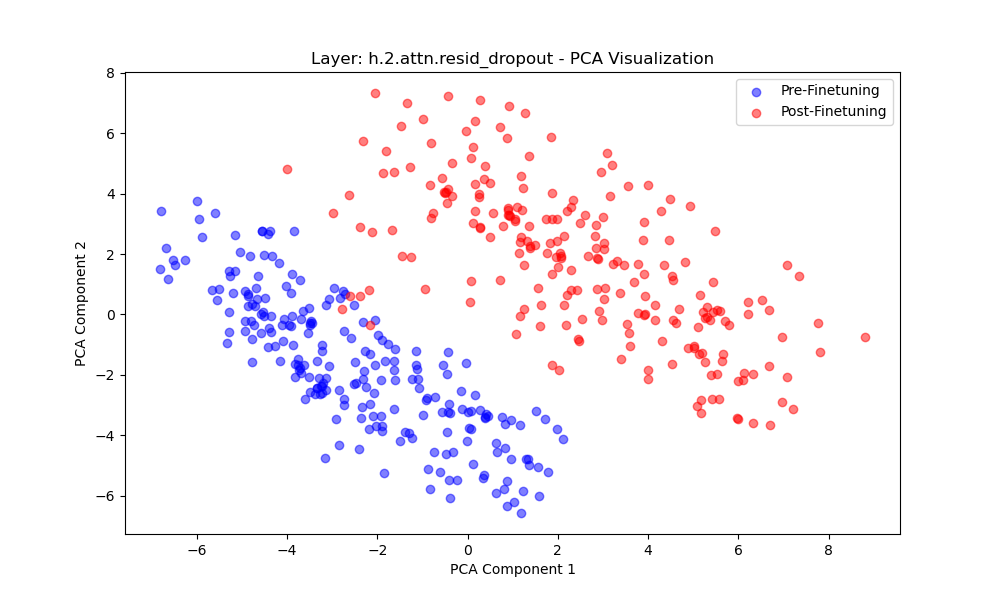 Layer: h.2.attn.resid_dropout - PCA Visualization
Pre-Finetuning
Post-Finetuning
8
6
4
2
0
−2
−4
−6
PCA Component 2
−6 −4 −2 0 2 4 6 8
PCA Component 1